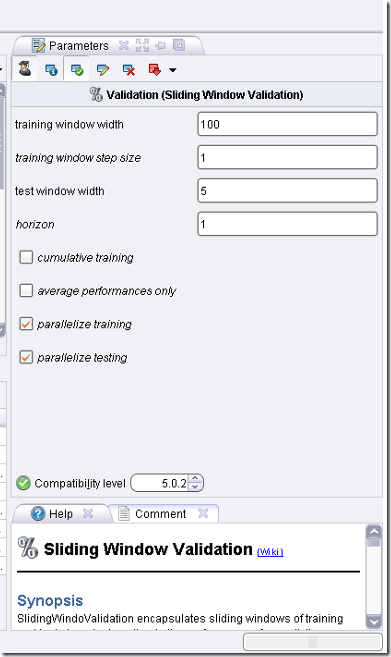 Parameters
Validation (Sliding Window Validation)
training window width 100
training window step size 1
test window width 5
horizon 1
cumulative training
average performances only
parallelize training
parallelize testing
Compatibility level 5.0.2
Help Comment
Sliding Window Validation (Wiki)
Synopsis
SlidingWindoValidation encapsulates sliding windows of training